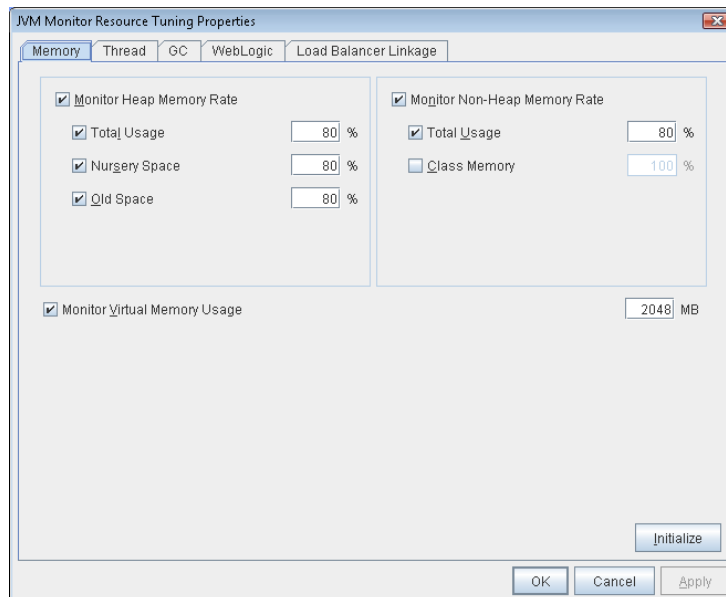 JVM Monitor Resource Tuning Properties
Memory Thread GC WebLogic Load Balancer Linkage
Monitor Heap Memory Rate
Total Usage 80 %
Nursery Space 80 %
Old Space 80 %
Monitor Non-Heap Memory Rate
Total Usage 80 %
Class Memory 100 %
Monitor Virtual Memory Usage 2048 MB
Initialize
OK Cancel Apply